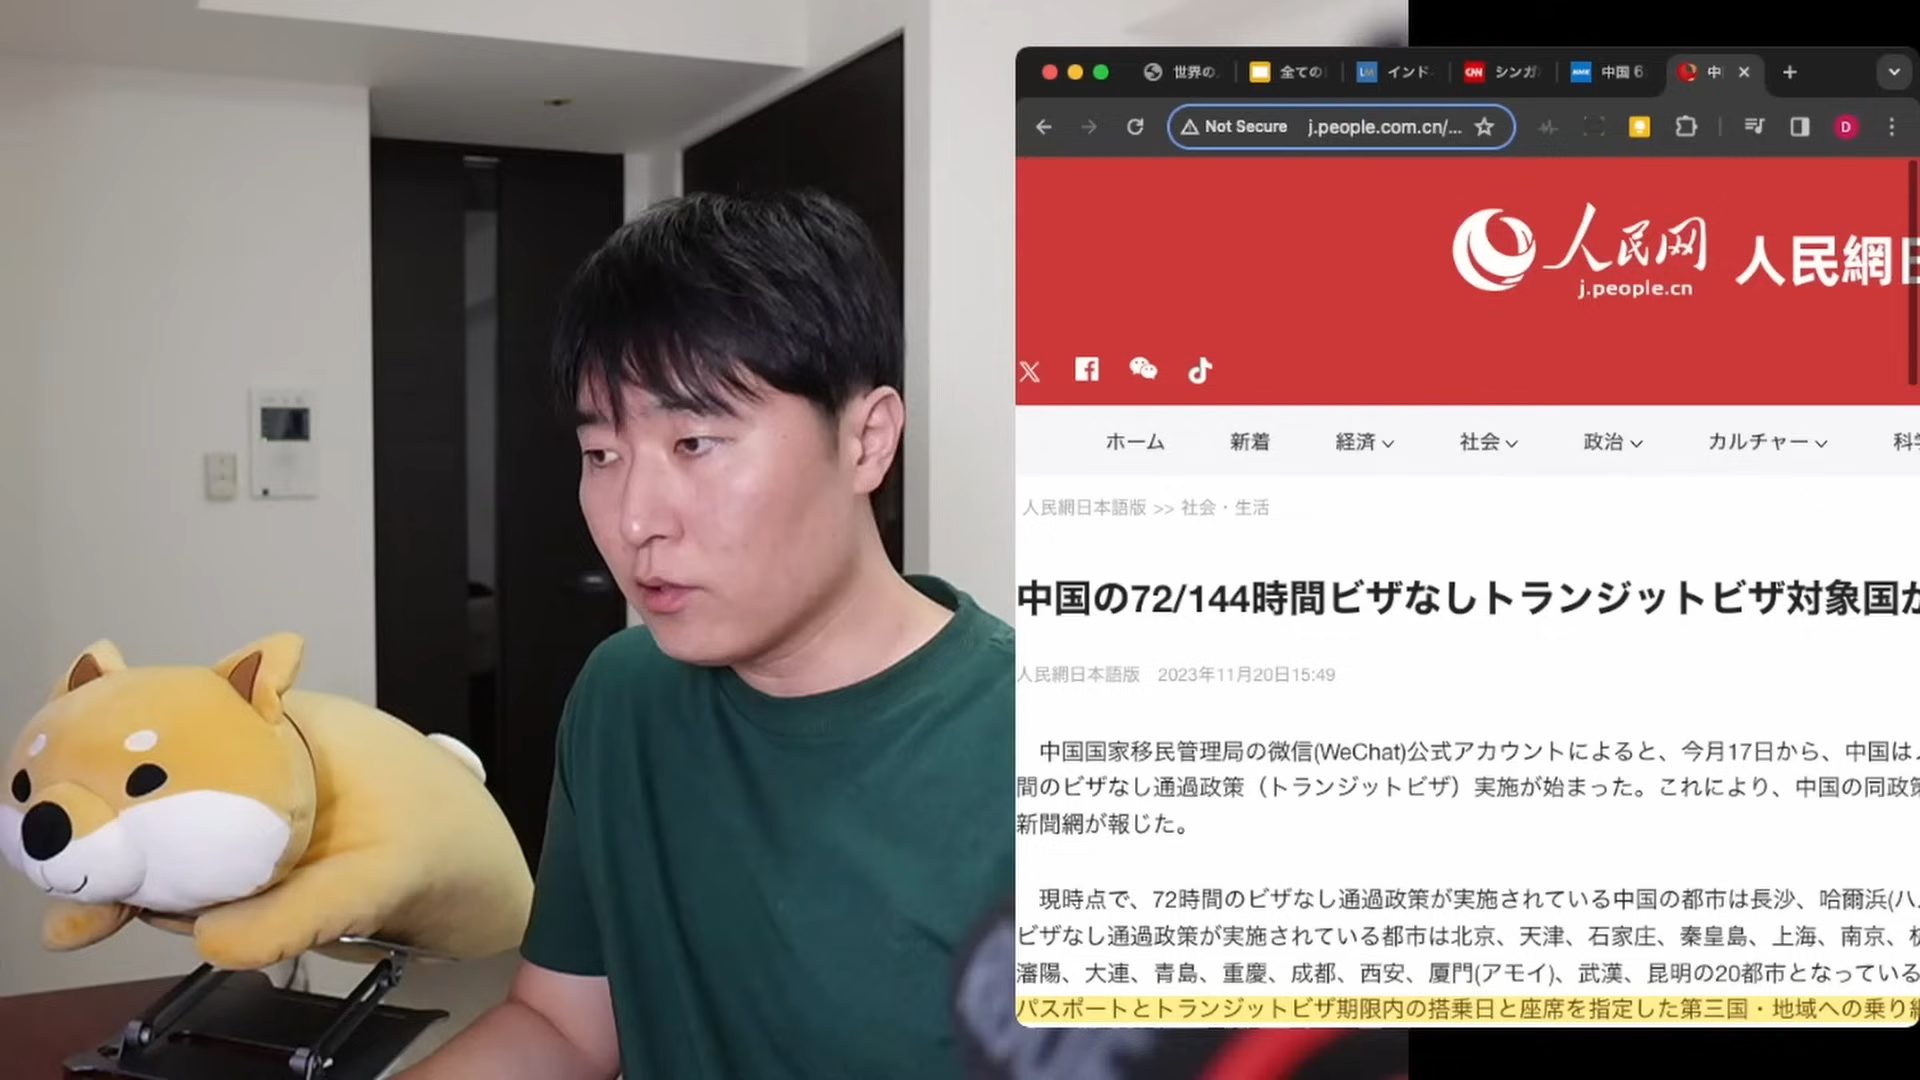 世界の
全ての
LM
インド
CNN
シンガ
NHK
中国 6
中
Not Secure j.people.com.cn/...
D
人民网
j.people.cn
人民網日
ホーム 新着 経済 社会 政治 カルチャー 科学
人民網日本語版 >> 社会・生活
中国の72/144時間ビザなしトランジットビザ対象国が
人民網日本語版 2023年11月20日15:49
中国国家移民管理局の微信(WeChat)公式アカウントによると、今月17日から、中国は
間のビザなし通過政策（トランジットビザ）実施が始まった。これにより、中国の同政策
新聞網が報じた。
現時点で、72時間のビザなし通過政策が実施されている中国の都市は長沙、哈爾浜(ハ
ビザなし通過政策が実施されている都市は北京、天津、石家庄、秦皇島、上海、南京、杭
瀋陽、大連、青島、重慶、成都、西安、厦門(アモイ)、武漢、昆明の20都市となっている
パスポートとトランジットビザ期限内の搭乗日と座席を指定した第三国・地域への乗り継